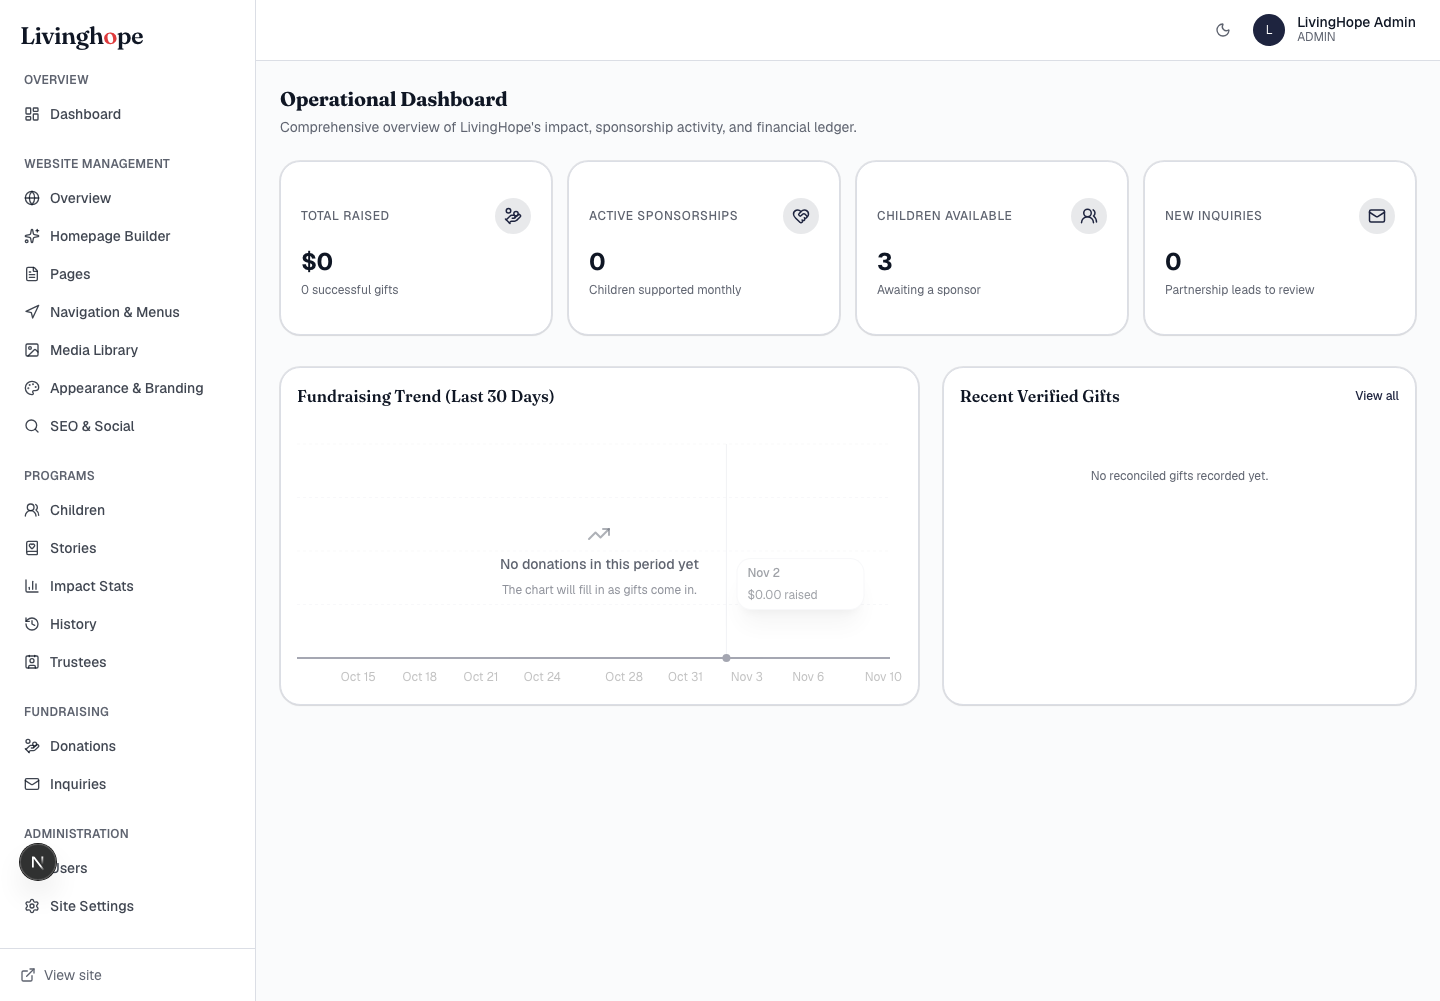 Livinghope
OVERVIEW
Dashboard
WEBSITE MANAGEMENT
Overview
Homepage Builder
Pages
Navigation & Menus
Media Library
Appearance & Branding
SEO & Social
PROGRAMS
Children
Stories
Impact Stats
History
Trustees
FUNDRAISING
Donations
Inquiries
ADMINISTRATION
N
Users
Site Settings
View site
L
LivingHope Admin
ADMIN
Operational Dashboard
Comprehensive overview of LivingHope's impact, sponsorship activity, and financial ledger.
TOTAL RAISED
$0
0 successful gifts
ACTIVE SPONSORSHIPS
0
Children supported monthly
CHILDREN AVAILABLE
3
Awaiting a sponsor
NEW INQUIRIES
0
Partnership leads to review
Fundraising Trend (Last 30 Days)
No donations in this period yet
The chart will fill in as gifts come in.
Nov 2
$0.00 raised
Oct 15 Oct 18 Oct 21 Oct 24 Oct 28 Oct 31 Nov 3 Nov 6 Nov 10
Recent Verified Gifts
View all
No reconciled gifts recorded yet.